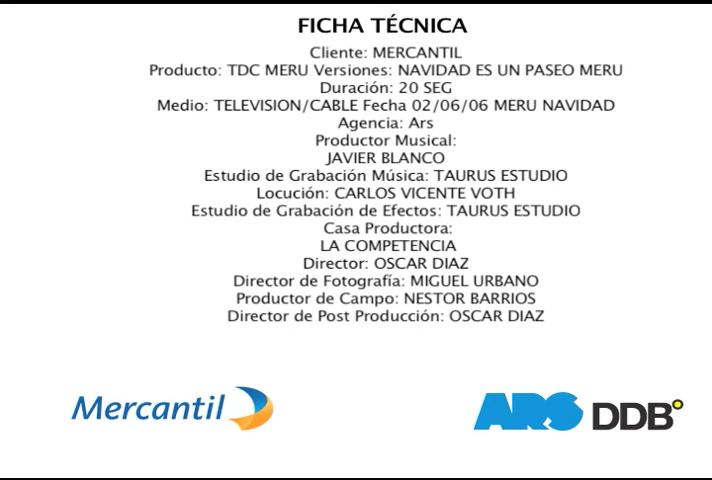 FICHA TÉCNICA
Cliente: MERCANTIL
Producto: TDC MERU Versiones: NAVIDAD ES UN PASEO MERU
Duración: 20 SEG
Medio: TELEVISION/CABLE Fecha 02/06/06 MERU NAVIDAD
Agencia: Ars
Productor Musical:
JAVIER BLANCO
Estudio de Grabación Música: TAURUS ESTUDIO
Locución: CARLOS VICENTE VOTH
Estudio de Grabación de Efectos: TAURUS ESTUDIO
Casa Productora:
LA COMPETENCIA
Director: OSCAR DIAZ
Director de Fotografía: MIGUEL URBANO
Productor de Campo: NESTOR BARRIOS
Director de Post Producción: OSCAR DIAZ
Mercantil
ARS DDB